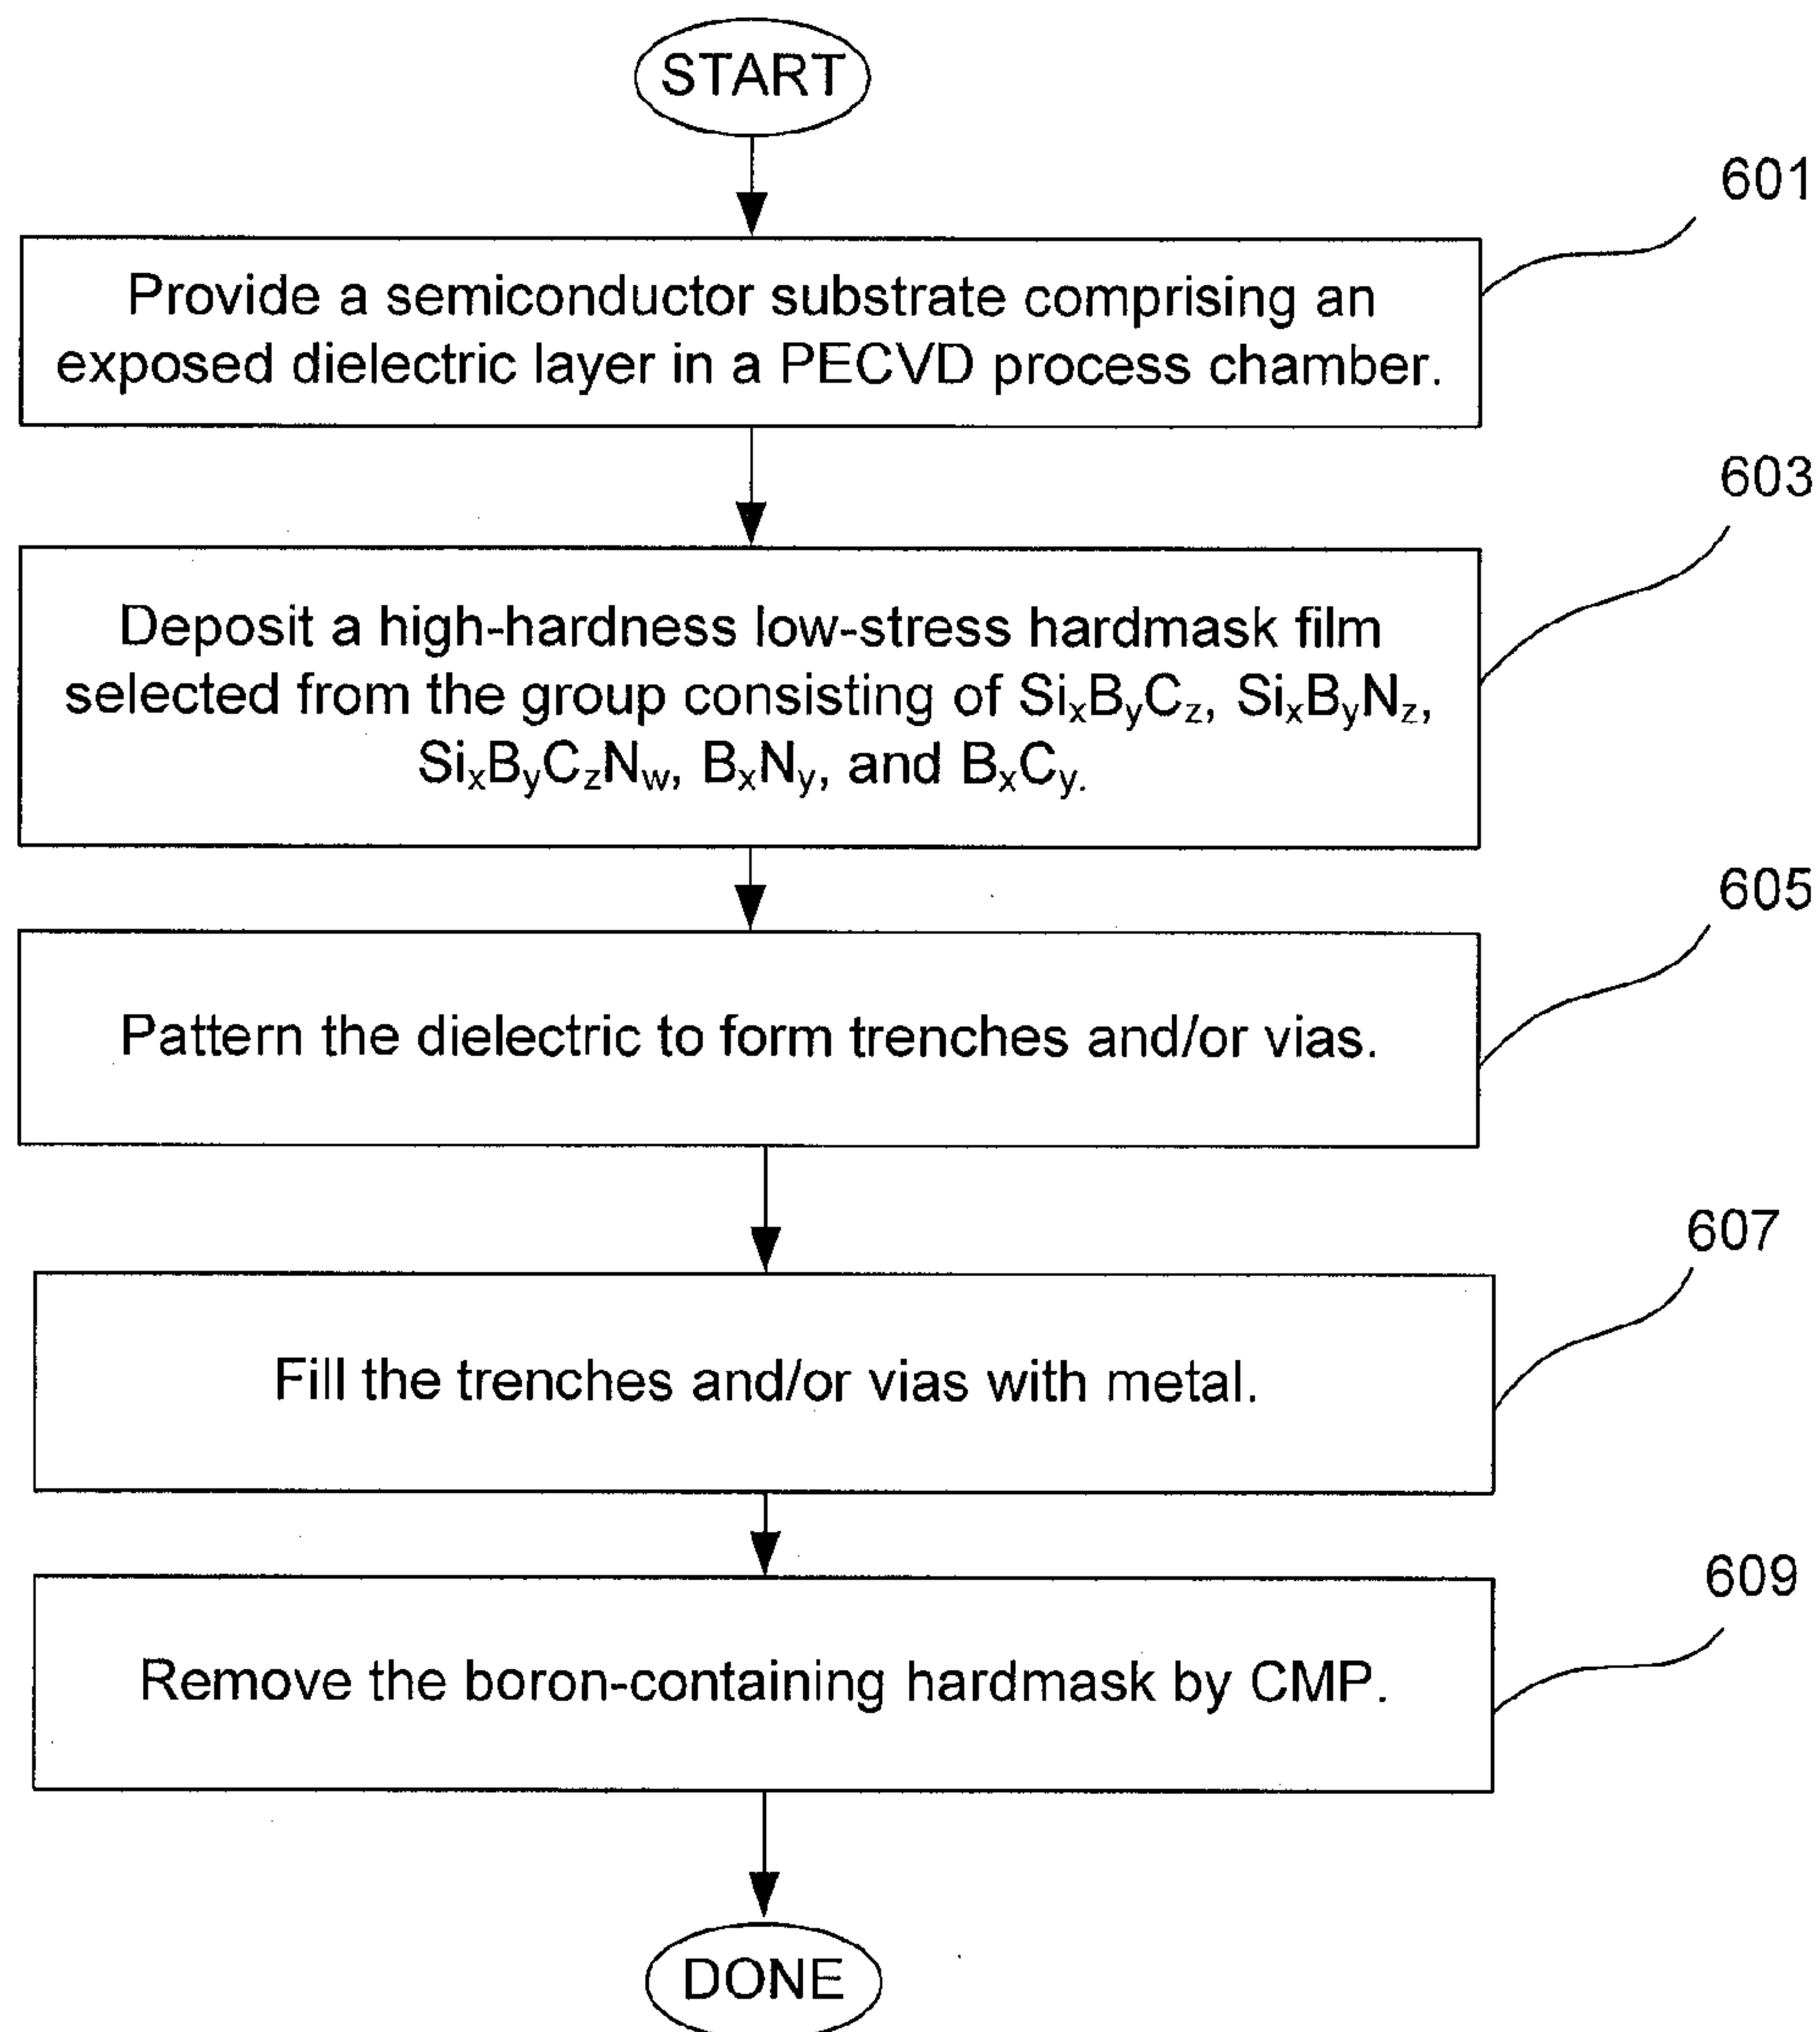 START
601
Provide a semiconductor substrate comprising an
exposed dielectric layer in a PECVD process chamber.
603
Deposit a high-hardness low-stress hardmask film
selected from the group consisting of SixByCz, SixByNz,
SixByCzNw, BxNy, and BxCy.
605
Pattern the dielectric to form trenches and/or vias.
607
Fill the trenches and/or vias with metal.
609
Remove the boron-containing hardmask by CMP.
DONE